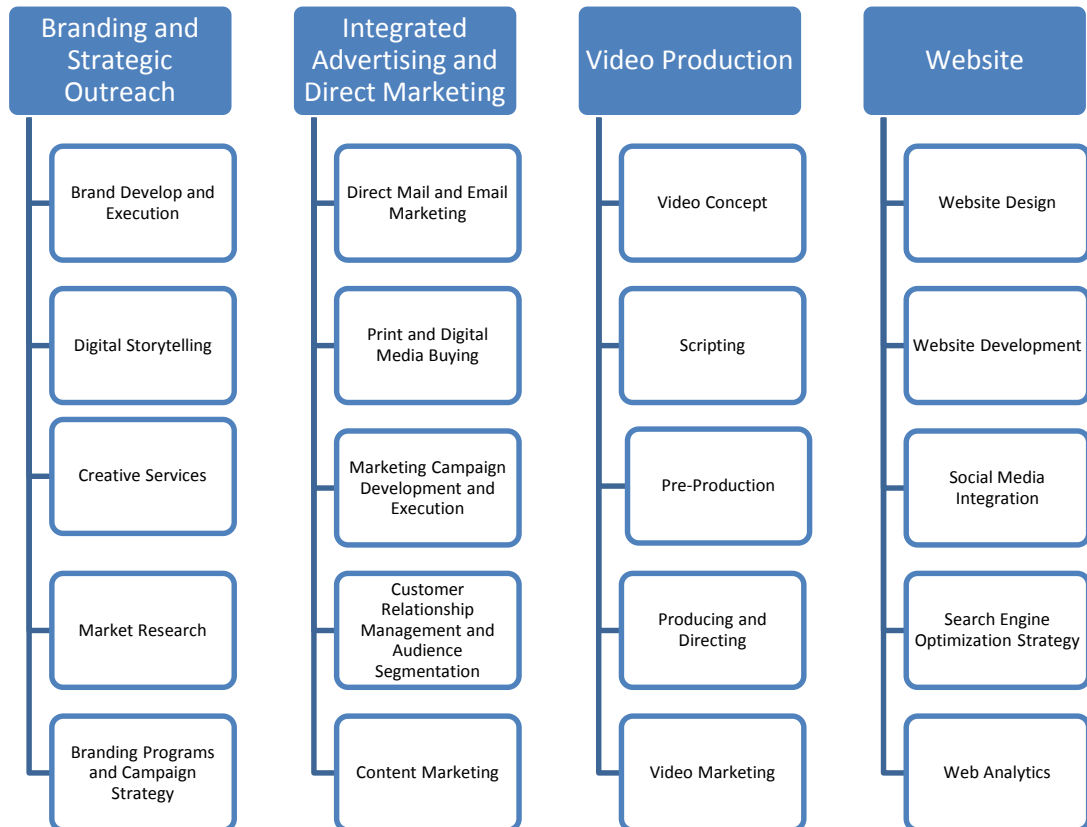 Branding and
Strategic
Outreach
Brand Develop and
Execution
Digital Storytelling
Creative Services
Market Research
Branding Programs
and Campaign
Strategy
Integrated
Advertising and
Direct Marketing
Direct Mail and Email
Marketing
Print and Digital
Media Buying
Marketing Campaign
Development and
Execution
Customer
Relationship
Management and
Audience
Segmentation
Content Marketing
Video Production
Video Concept
Scripting
Pre-Production
Producing and
Directing
Video Marketing
Website
Website Design
Website Development
Social Media
Integration
Search Engine
Optimization Strategy
Web Analytics